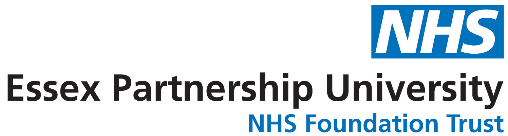 NHS
Essex Partnership University
NHS Foundation Trust